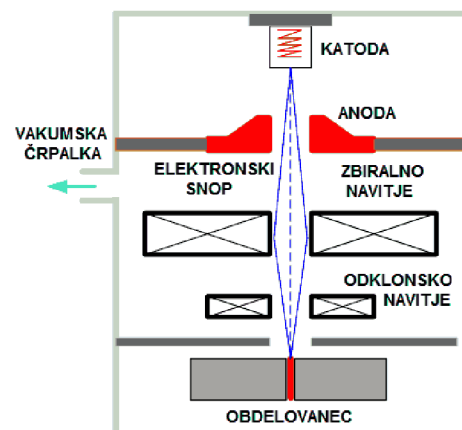 KATODA
ANODA
VAKUMSKA
ČRPALKA
ELEKTRONSKI
SNOP
ZBIRALNO
NAVITJE
ODKLONSKO
NAVITJE
OBDELOVANEC